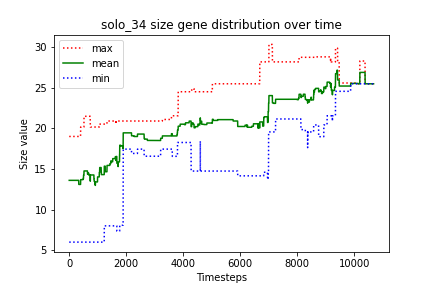 solo_34 size gene distribution over time
max
mean
min
Size value
30
25
20
15
10
5
0
2000
4000
6000
8000
10000
Timesteps